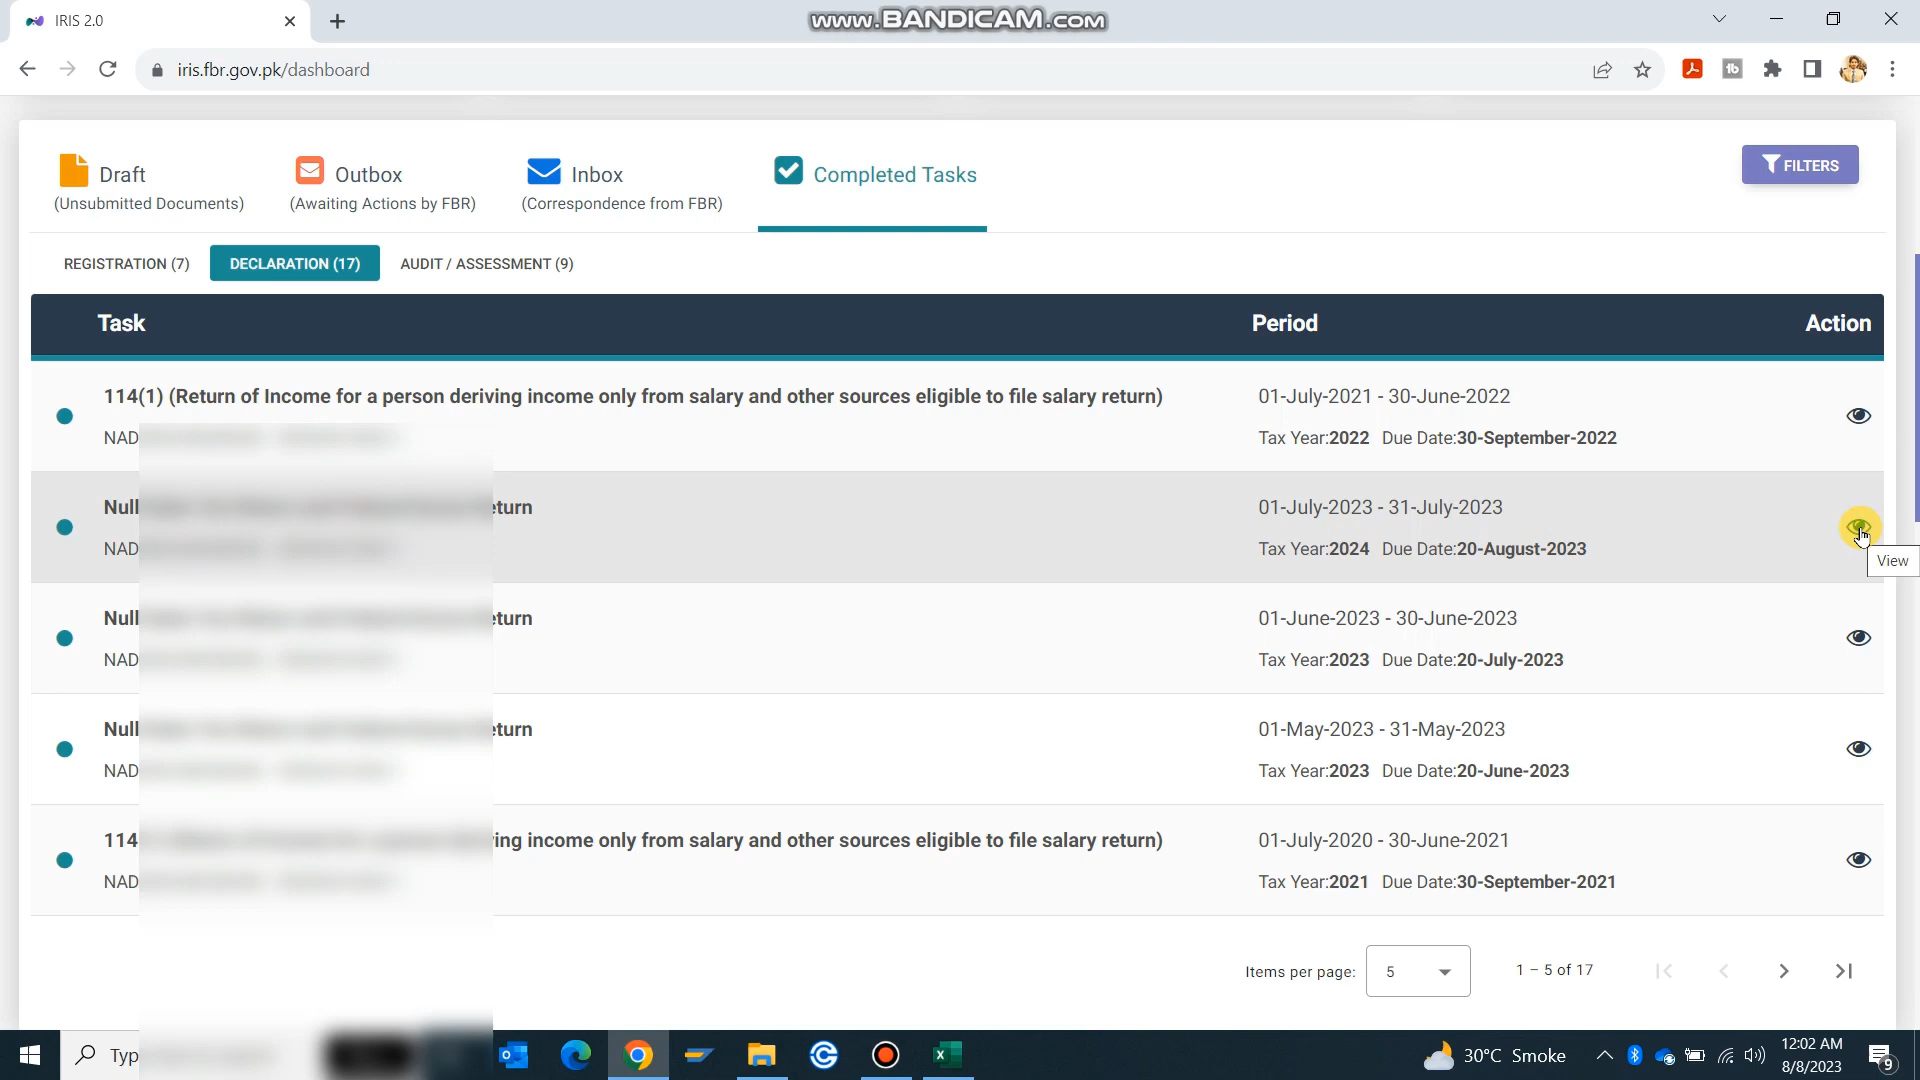 IRIS 2.0
www.BANDICAM.com
iris.fbr.gov.pk/dashboard
Draft
(Unsubmitted Documents)
Outbox
(Awaiting Actions by FBR)
Inbox
(Correspondence from FBR)
Completed Tasks
FILTERS
REGISTRATION (7)
DECLARATION (17)
AUDIT / ASSESSMENT (9)
Task
Period
Action
114(1) (Return of Income for a person deriving income only from salary and other sources eligible to file salary return)
01-July-2021 - 30-June-2022
NAD
Tax Year:2022 Due Date:30-September-2022
Null
01-July-2023 - 31-July-2023
NAD
Tax Year:2024 Due Date:20-August-2023
View
Null
01-June-2023 - 30-June-2023
NAD
Tax Year:2023 Due Date:20-July-2023
Null
01-May-2023 - 31-May-2023
NAD
Tax Year:2023 Due Date:20-June-2023
114 income only from salary and other sources eligible to file salary return)
01-July-2020 - 30-June-2021
NAD
Tax Year:2021 Due Date:30-September-2021
Items per page: 5
1 – 5 of 17
30°C Smoke
12:02 AM
8/8/2023
9